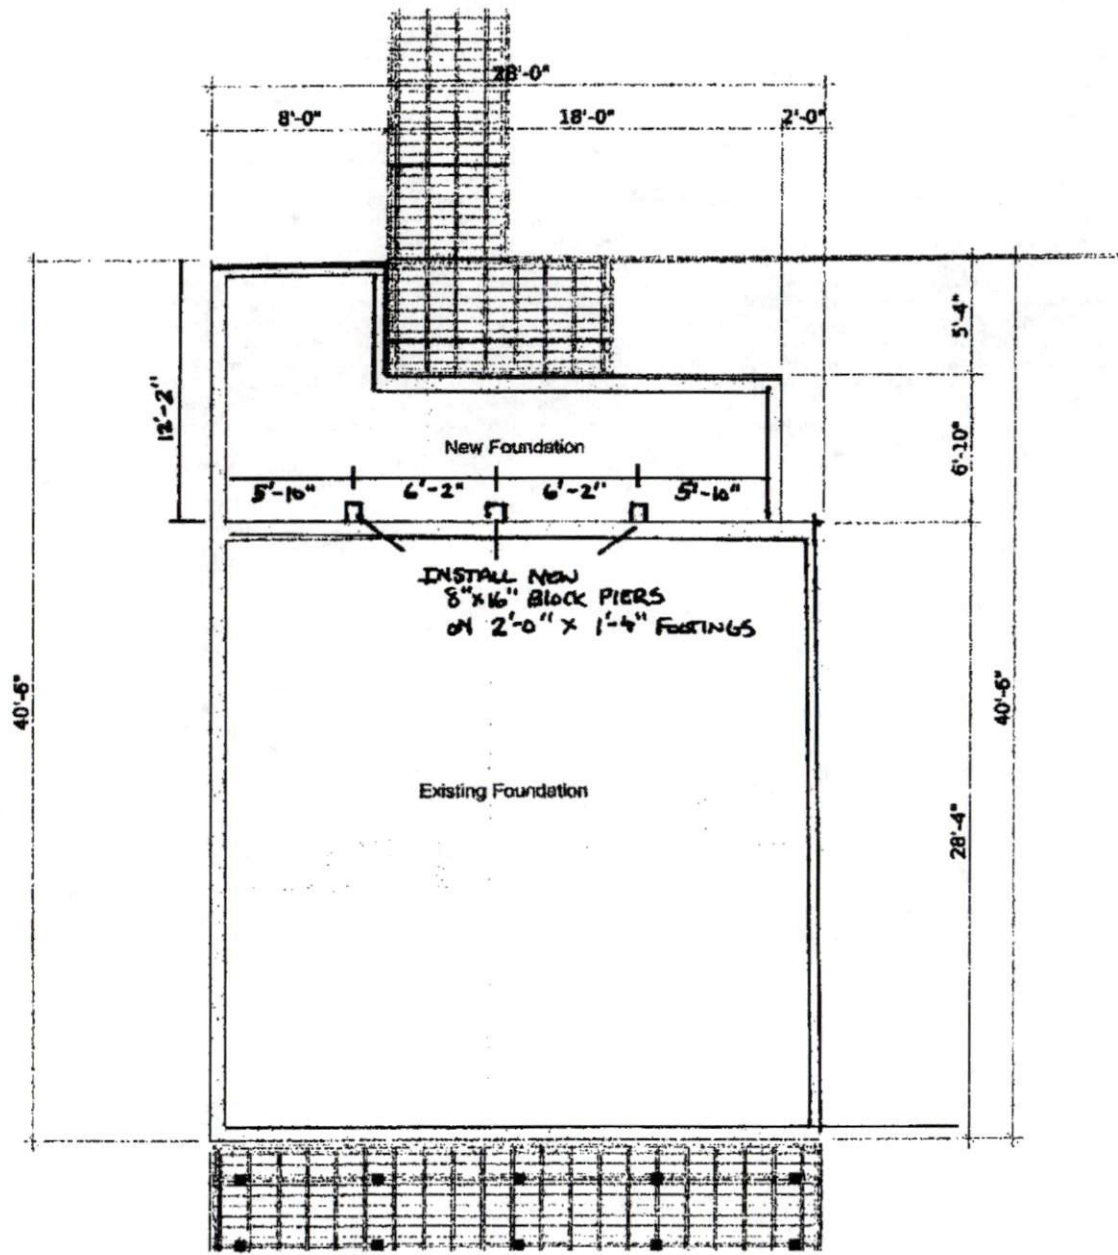 28'-0"
8'-0"
18'-0"
2'-0"
5'-4"
12'-2"
6'-10"
New Foundation
5'-10"
6'-2"
6'-2"
5'-10"
INSTALL NEW
8"x16" BLOCK PIERS
ON 2'-0" x 1'-4" FOOTINGS
40'-6"
40'-6"
Existing Foundation
28'-4"